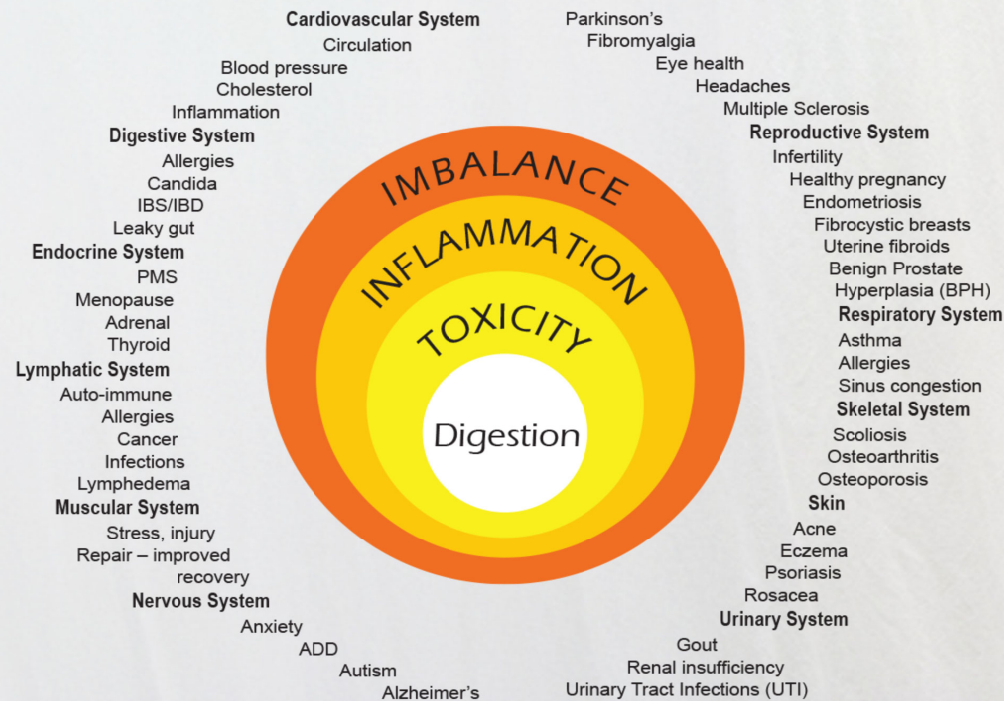 Cardiovascular System
Circulation
Blood pressure
Cholesterol
Inflammation
Digestive System
Allergies
Candida
IBS/IBD
Leaky gut
Endocrine System
PMS
Menopause
Adrenal
Thyroid
Lymphatic System
Auto-immune
Allergies
Cancer
Infections
Lymphedema
Muscular System
Stress, injury
Repair – improved
recovery
Nervous System
Anxiety
ADD
Autism
Alzheimer's
Parkinson's
Fibromyalgia
Eye health
Headaches
Multiple Sclerosis
Reproductive System
Infertility
Healthy pregnancy
Endometriosis
Fibrocystic breasts
Uterine fibroids
Benign Prostate
Hyperplasia (BPH)
Respiratory System
Asthma
Allergies
Sinus congestion
Skeletal System
Scoliosis
Osteoarthritis
Osteoporosis
Skin
Acne
Eczema
Psoriasis
Rosacea
Urinary System
Gout
Renal insufficiency
Urinary Tract Infections (UTI)
IMBALANCE
INFLAMMATION
TOXICITY
Digestion